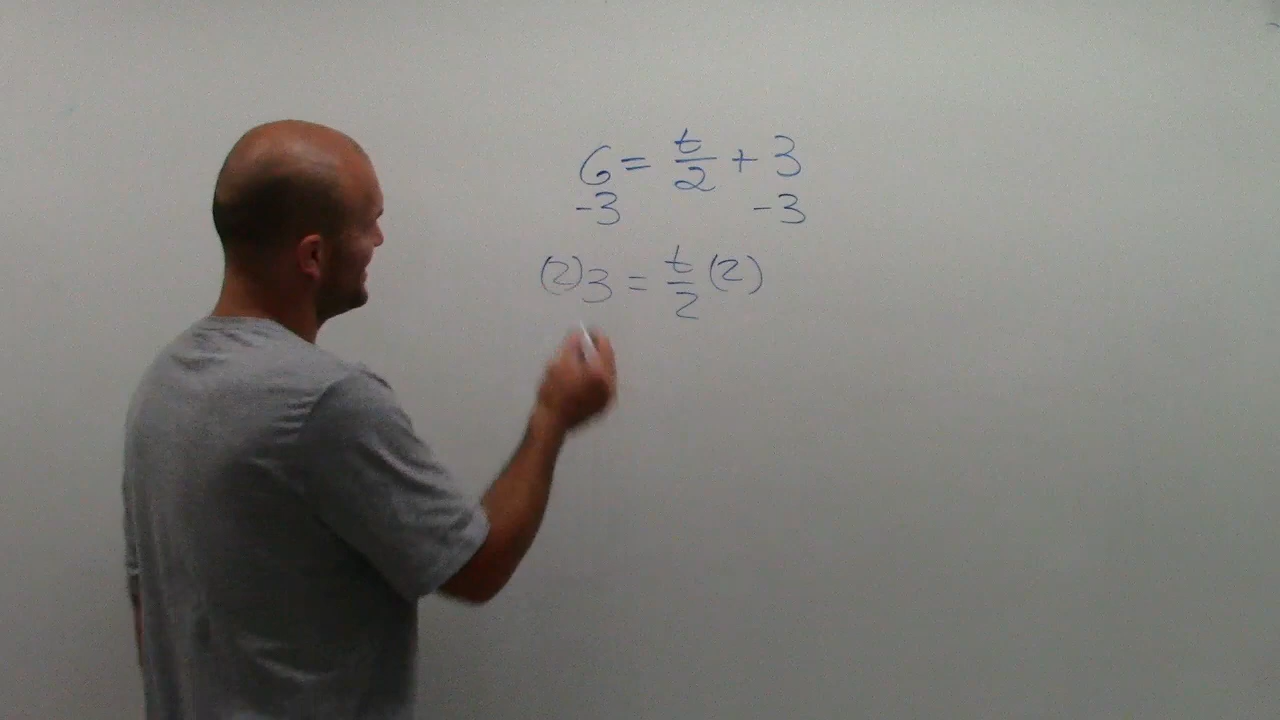 6 = t/2 + 3
-3 -3
(2)3 = t/2 (2)